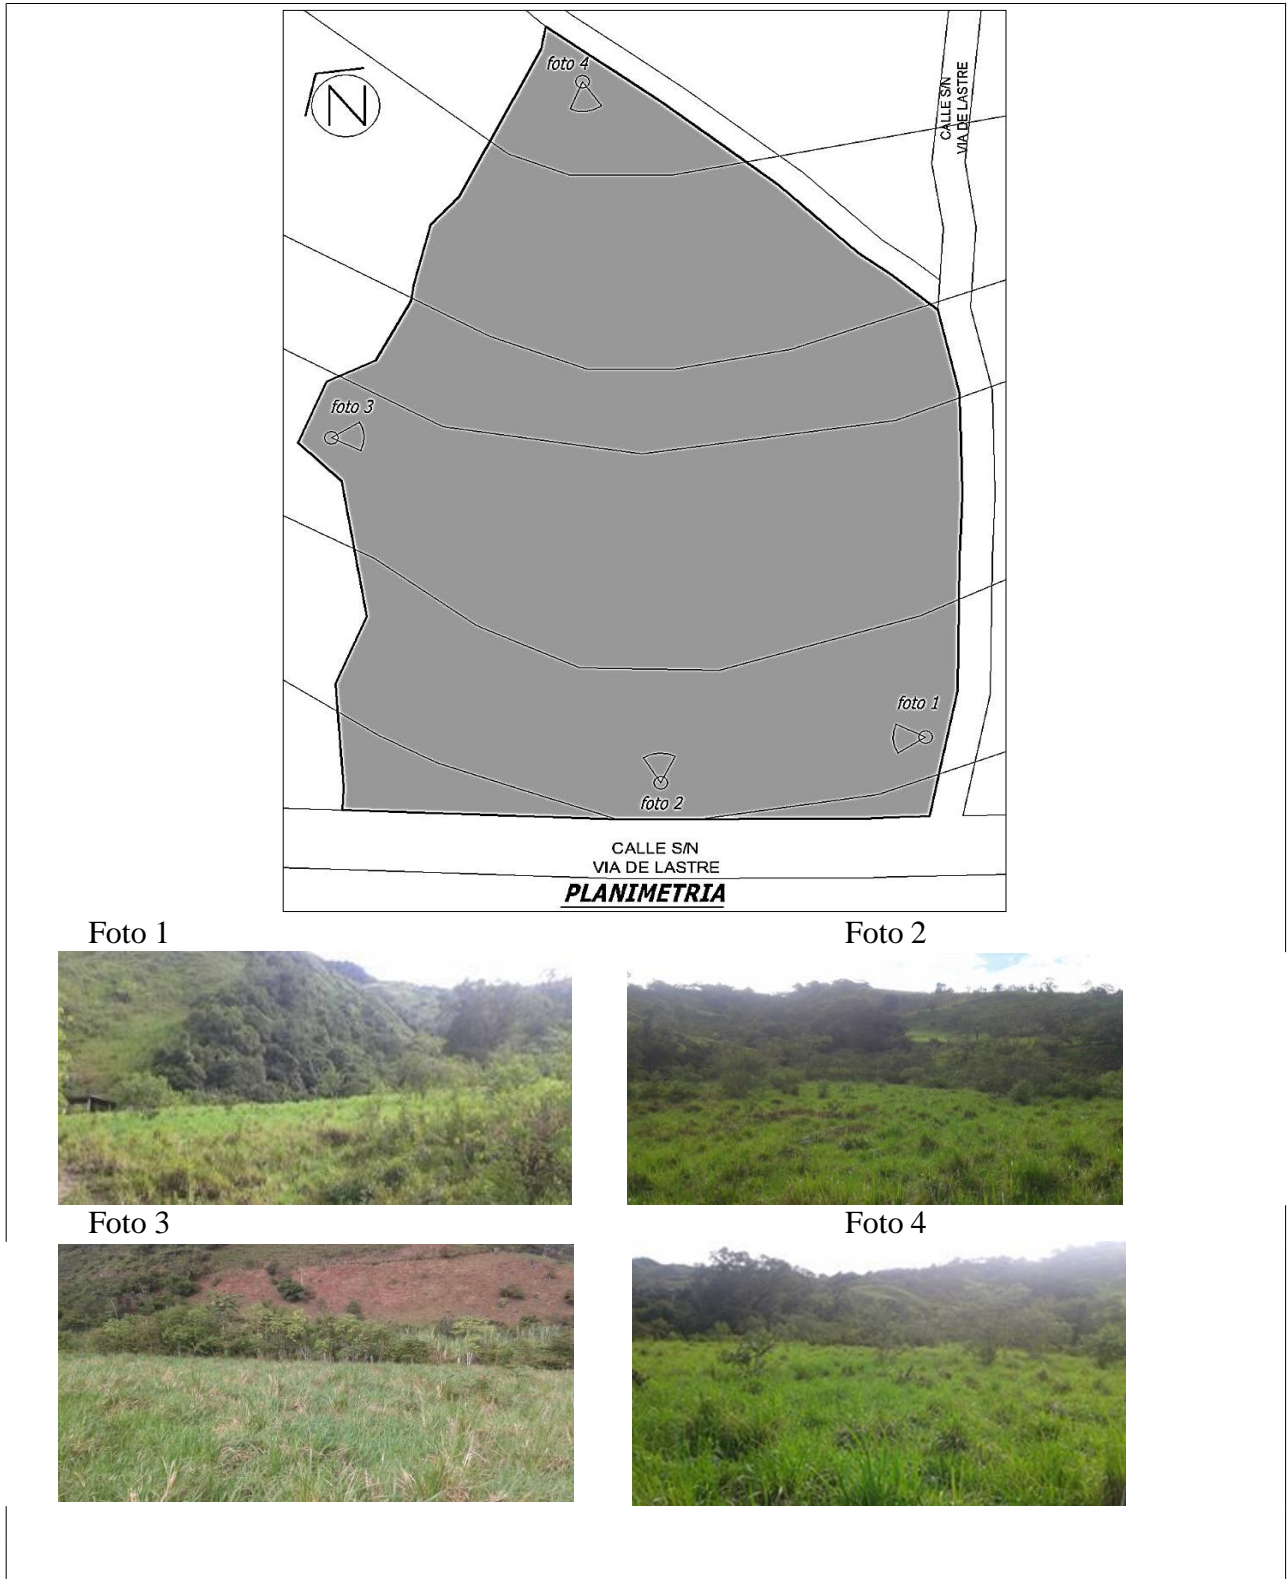 foto 4
N
CALLE S/N
VIA DE LASTRE
foto 3
foto 1
foto 2
CALLE S/N
VIA DE LASTRE
PLANIMETRIA
Foto 1
Foto 2
Foto 3
Foto 4